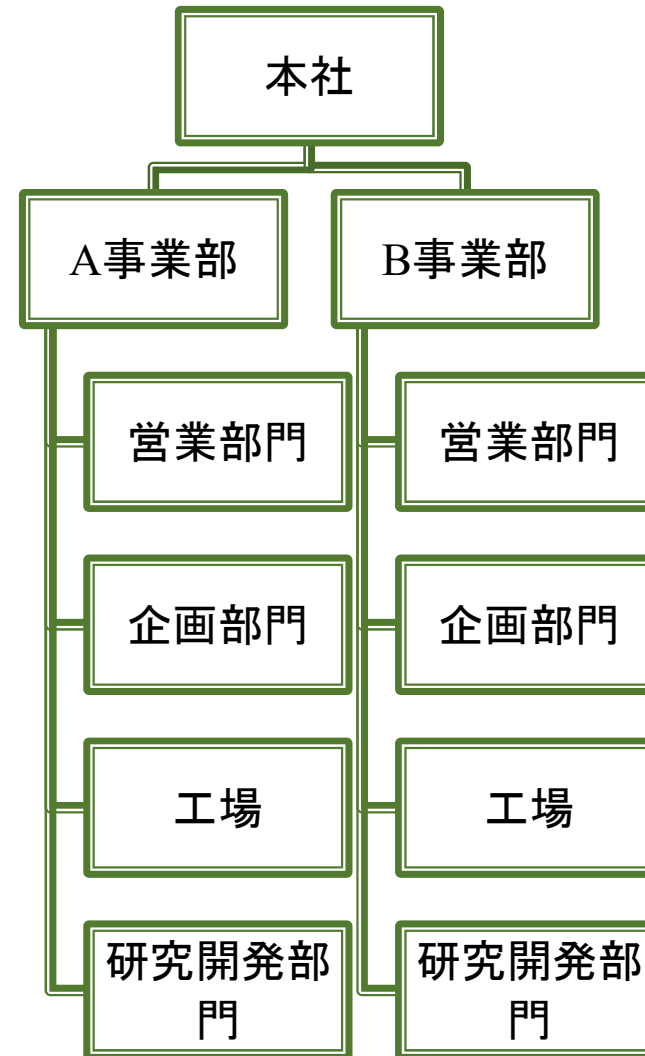 本社
A事業部
B事業部
営業部門
営業部門
企画部門
企画部門
工場
工場
研究開発部
門
研究開発部
門